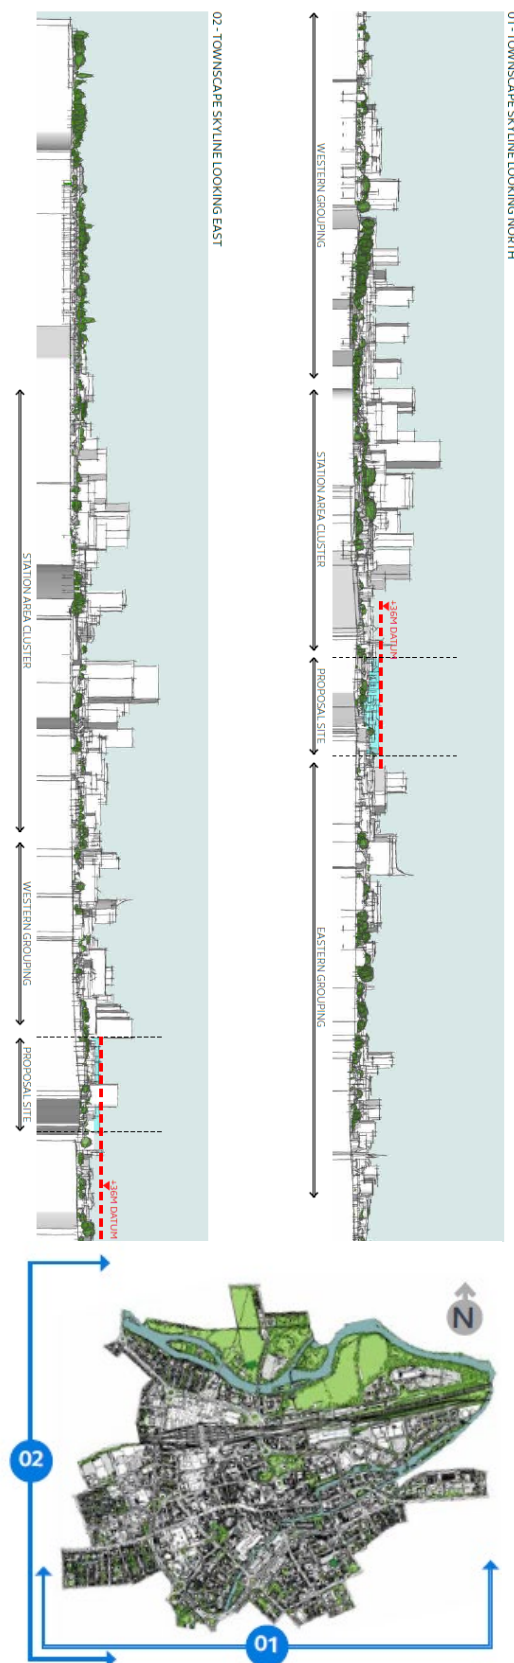 01 - TOWNSCAPE SKYLINE LOOKING NORTH
WESTERN GROUPING
STATION AREA CLUSTER
+36M DATUM
PROPOSAL SITE
EASTERN GROUPING
02 - TOWNSCAPE SKYLINE LOOKING EAST
STATION AREA CLUSTER
WESTERN GROUPING
PROPOSAL SITE
+36M DATUM
N
02
01